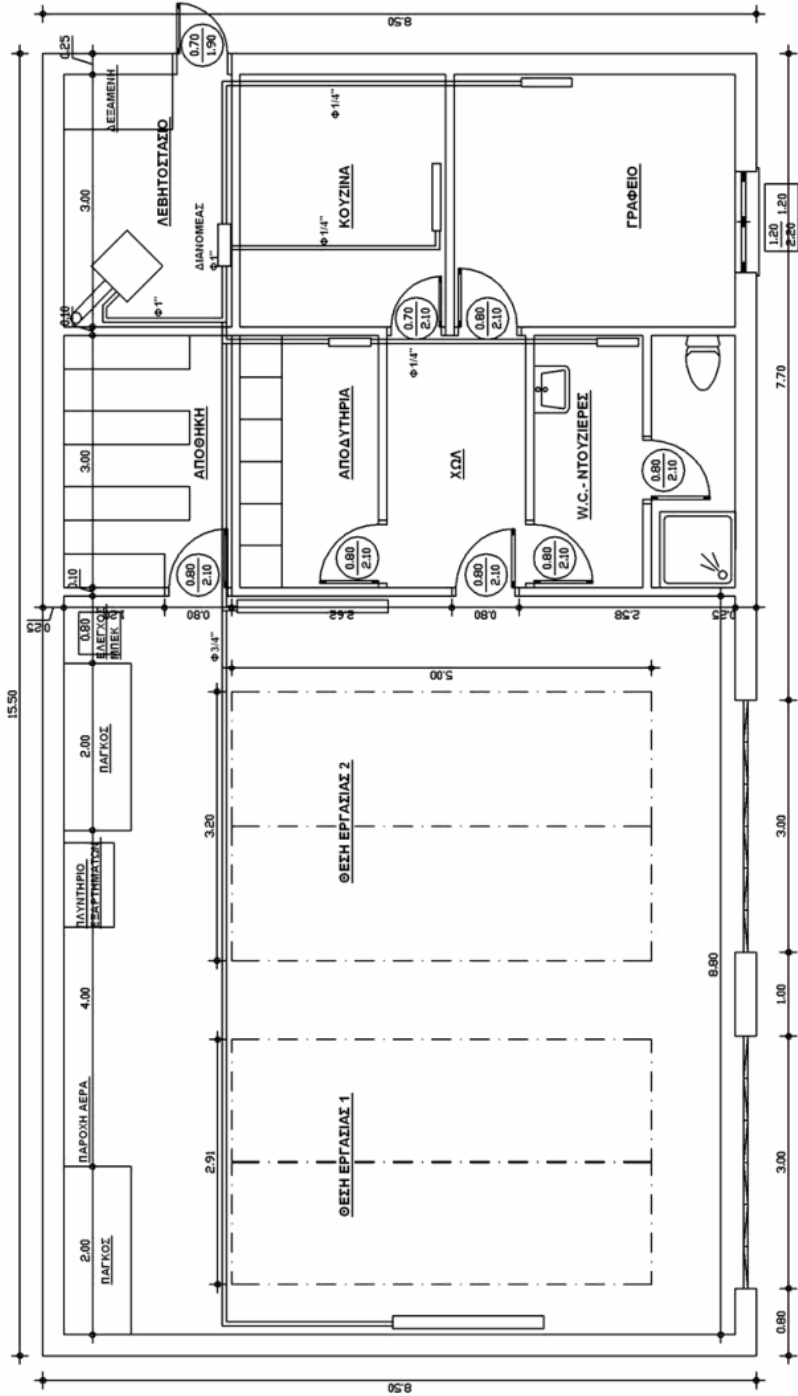 15.50
8.50
8.50
0.25
2.00
4.00
2.00
0.80
0.10
3.00
0.10
3.00
0.25
ΠΑΓΚΟΣ
ΠΑΡΟΧΗ ΑΕΡΑ
ΠΛΥΝΤΗΡΙΟ
ΕΞΑΡΤΗΜΑΤΩΝ
ΠΑΓΚΟΣ
ΕΛΕΓΧΟΣ
ΜΠΕΚ
ΔΕΞΑΜΕΝΗ
ΛΕΒΗΤΟΣΤΑΣΙΟ
Φ1"
ΔΙΑΝΟΜΕΑΣ
Φ1"
0.70
1.90
ΑΠΟΘΗΚΗ
0.80
2.10
1.20
0.80
2.62
0.80
2.58
0.25
Φ3/4"
2.91
3.20
5.00
ΘΕΣΗ ΕΡΓΑΣΙΑΣ 1
ΘΕΣΗ ΕΡΓΑΣΙΑΣ 2
ΑΠΟΔΥΤΗΡΙΑ
0.80
2.10
ΚΟΥΖΙΝΑ
Φ1/4"
Φ1/4"
0.70
2.10
Φ1/4"
ΧΩΛ
0.80
2.10
0.80
2.10
0.80
2.10
W.C.- ΝΤΟΥΖΙΕΡΕΣ
ΓΡΑΦΕΙΟ
0.80
2.10
8.80
1.20 1.20
2.20
0.80
3.00
1.00
3.00
7.70